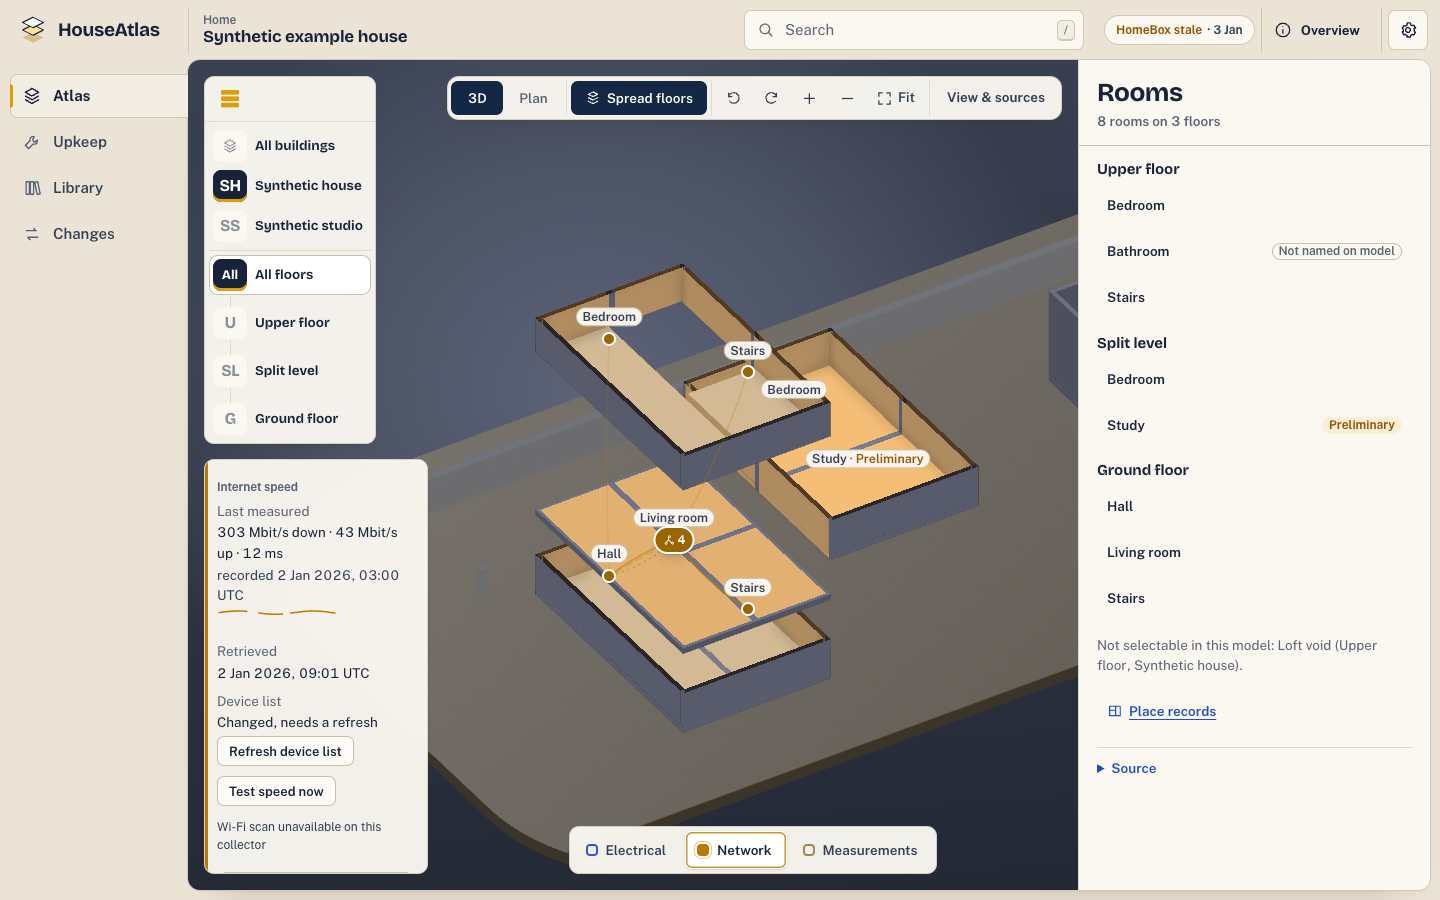 HouseAtlas
Home
Synthetic example house
Search
/
HomeBox stale · 3 Jan
Overview
Atlas
Upkeep
Library
Changes
All buildings
SH
Synthetic house
SS
Synthetic studio
All
All floors
U
Upper floor
SL
Split level
G
Ground floor
3D
Plan
Spread floors
Fit
View & sources
Internet speed
Last measured
303 Mbit/s down · 43 Mbit/s
up · 12 ms
recorded 2 Jan 2026, 03:00
UTC
Retrieved
2 Jan 2026, 09:01 UTC
Device list
Changed, needs a refresh
Refresh device list
Test speed now
Wi-Fi scan unavailable on this
collector
Bedroom
Stairs
Bedroom
Study · Preliminary
Living room
4
Hall
Stairs
Electrical
Network
Measurements
Rooms
8 rooms on 3 floors
Upper floor
Bedroom
Bathroom
Not named on model
Stairs
Split level
Bedroom
Study
Preliminary
Ground floor
Hall
Living room
Stairs
Not selectable in this model: Loft void (Upper
floor, Synthetic house).
Place records
Source